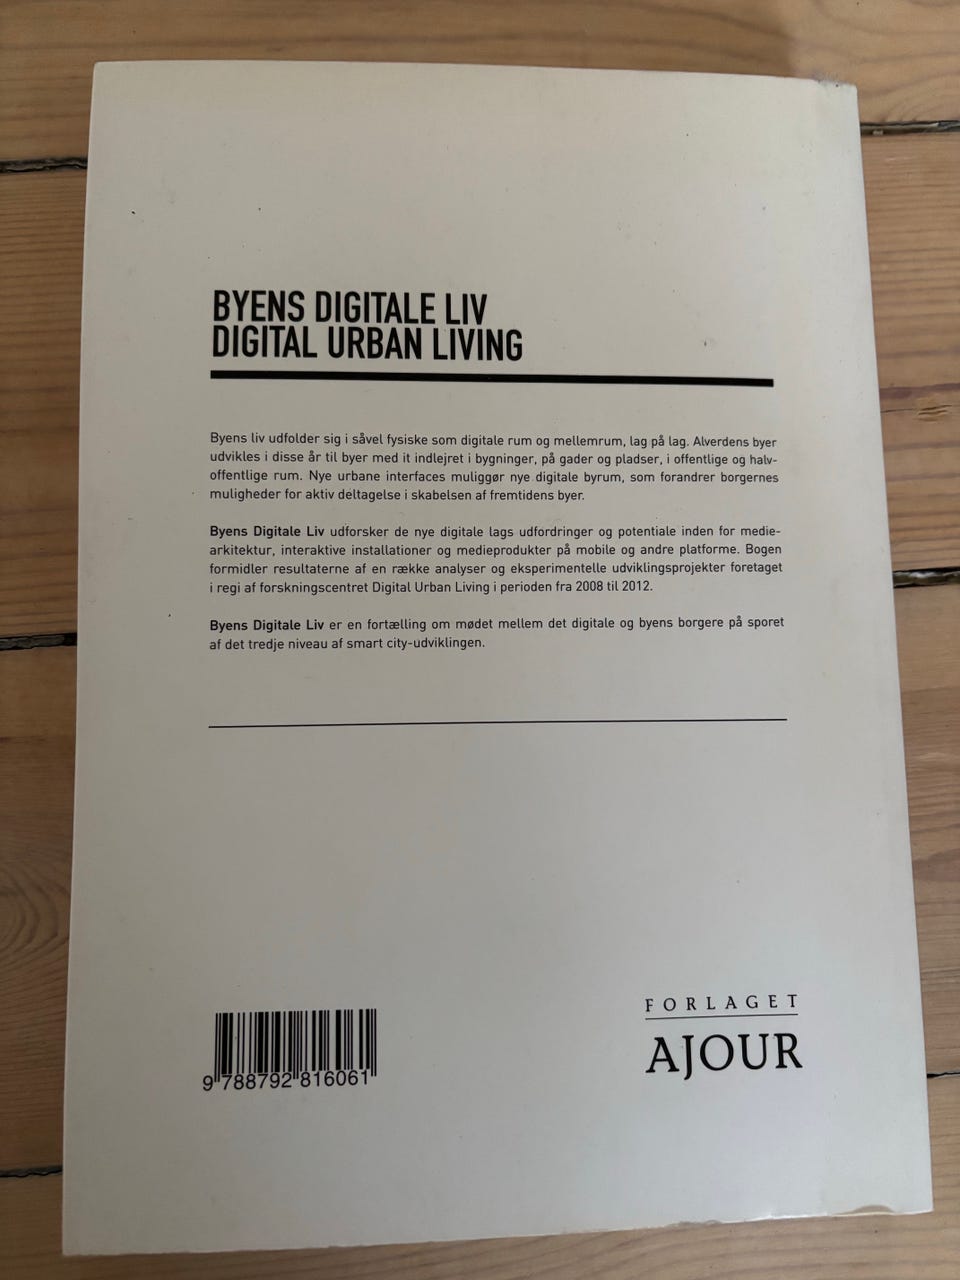 BYENS DIGITALE LIV
DIGITAL URBAN LIVING
Byens liv udfolder sig i såvel fysiske som digitale rum og mellemrum, lag på lag. Alverdens byer
udvikles i disse år til byer med it indlejret i bygninger, på gader og pladser, i offentlige og halv-
offentlige rum. Nye urbane interfaces muliggør nye digitale byrum, som forandrer borgernes
muligheder for aktiv deltagelse i skabelsen af fremtidens byer.
Byens Digitale Liv udforsker de nye digitale lags udfordringer og potentiale inden for medie-
arkitektur, interaktive installationer og medieprodukter på mobile og andre platforme. Bogen
formidler resultaterne af en række analyser og eksperimentelle udviklingsprojekter foretaget
i regi af forskningscentret Digital Urban Living i perioden fra 2008 til 2012.
Byens Digitale Liv er en fortælling om mødet mellem det digitale og byens borgere på sporet
af det tredje niveau af smart city-udviklingen.
FORLAGET
AJOUR
9 788792 816061